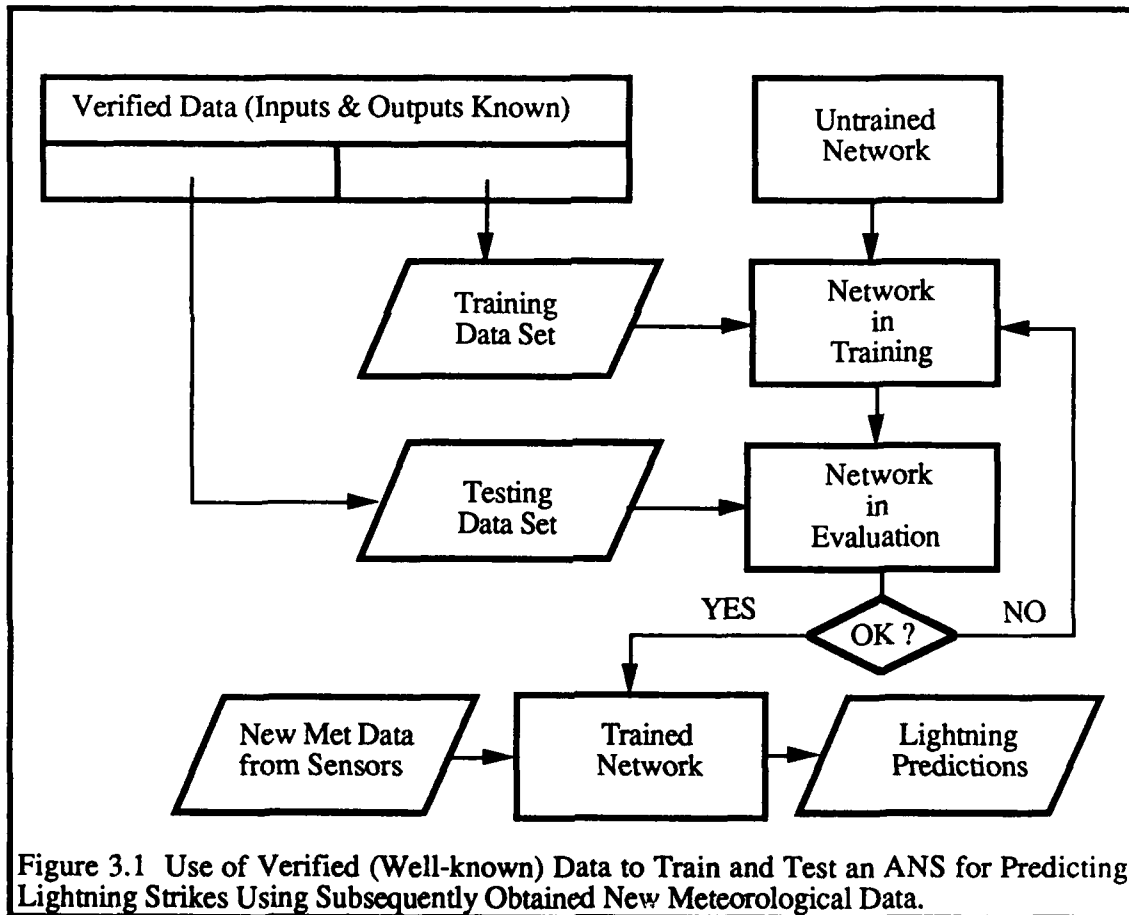 Verified Data (Inputs & Outputs Known)
Untrained
Network
Training
Data Set
Network
in
Training
Testing
Data Set
Network
in
Evaluation
YES
OK ?
NO
New Met Data
from Sensors
Trained
Network
Lightning
Predictions
Figure 3.1 Use of Verified (Well-known) Data to Train and Test an ANS for Predicting
Lightning Strikes Using Subsequently Obtained New Meteorological Data.